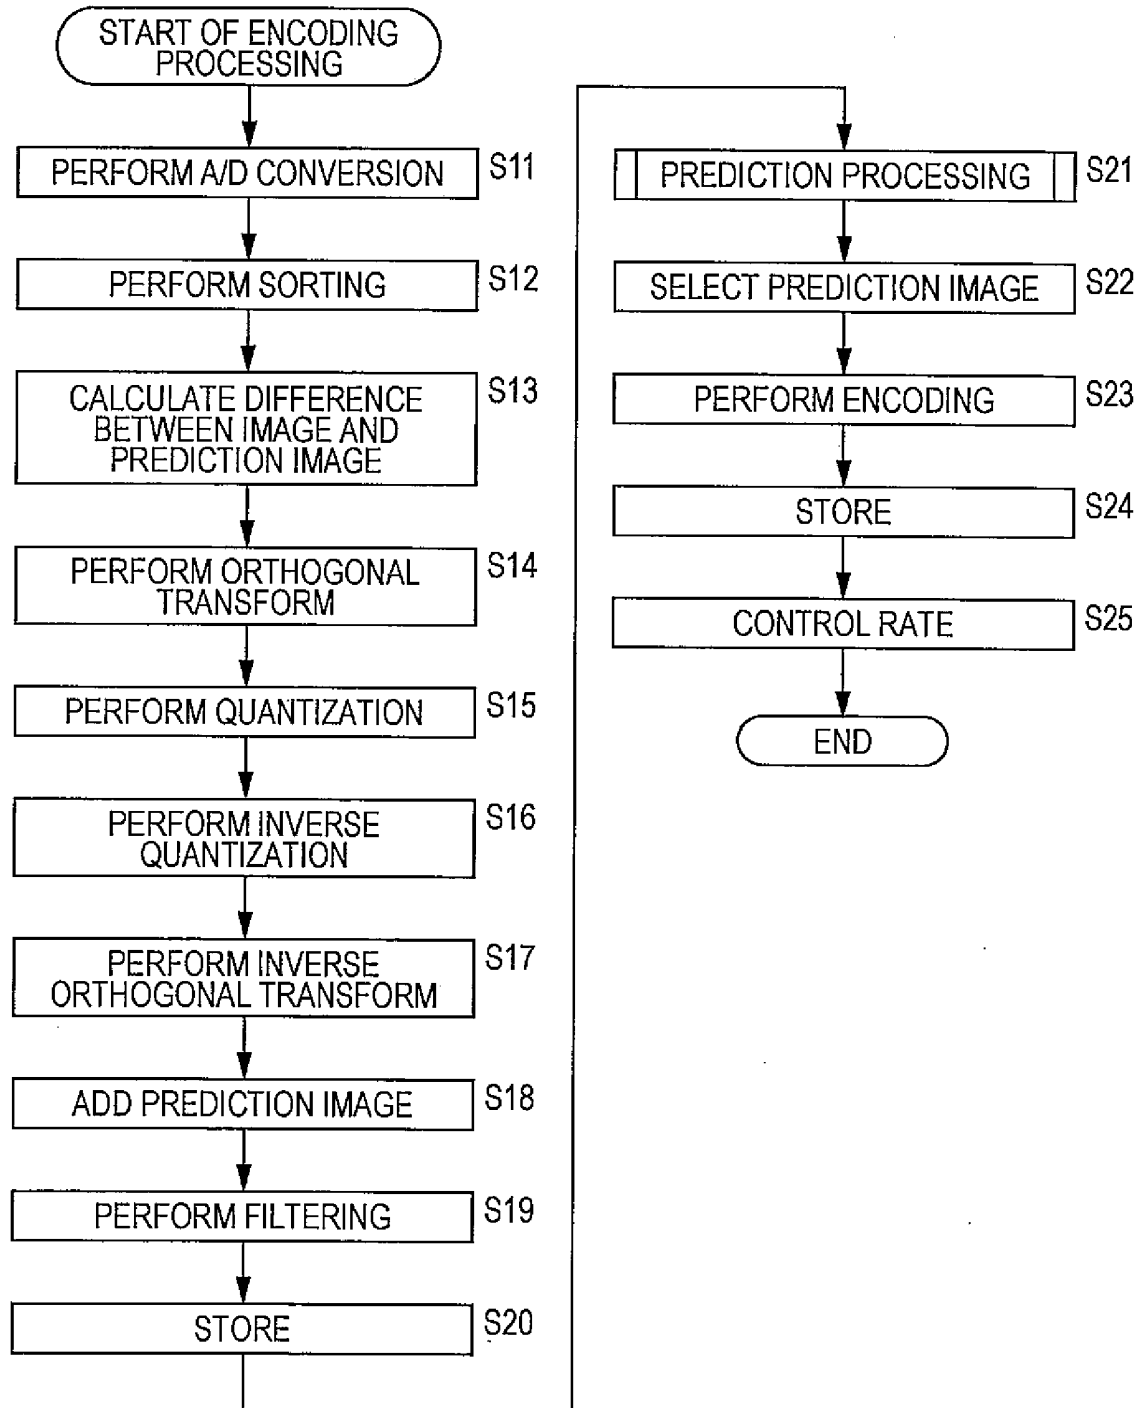 START OF ENCODING
PROCESSING
PERFORM A/D CONVERSION
S11
PERFORM SORTING
S12
CALCULATE DIFFERENCE
BETWEEN IMAGE AND
PREDICTION IMAGE
S13
PERFORM ORTHOGONAL
TRANSFORM
S14
PERFORM QUANTIZATION
S15
PERFORM INVERSE
QUANTIZATION
S16
PERFORM INVERSE
ORTHOGONAL TRANSFORM
S17
ADD PREDICTION IMAGE
S18
PERFORM FILTERING
S19
STORE
S20
PREDICTION PROCESSING
S21
SELECT PREDICTION IMAGE
S22
PERFORM ENCODING
S23
STORE
S24
CONTROL RATE
S25
END